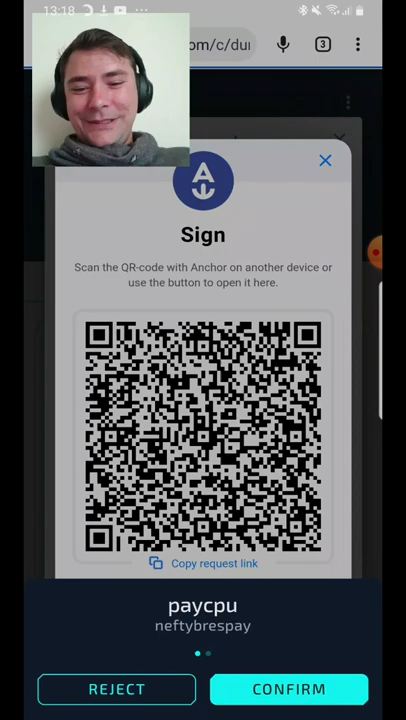 13:18
om/c/dur
3
Sign
Scan the QR-code with Anchor on another device or
use the button to open it here.
Copy request link
paycpu
neftybrespay
REJECT
CONFIRM